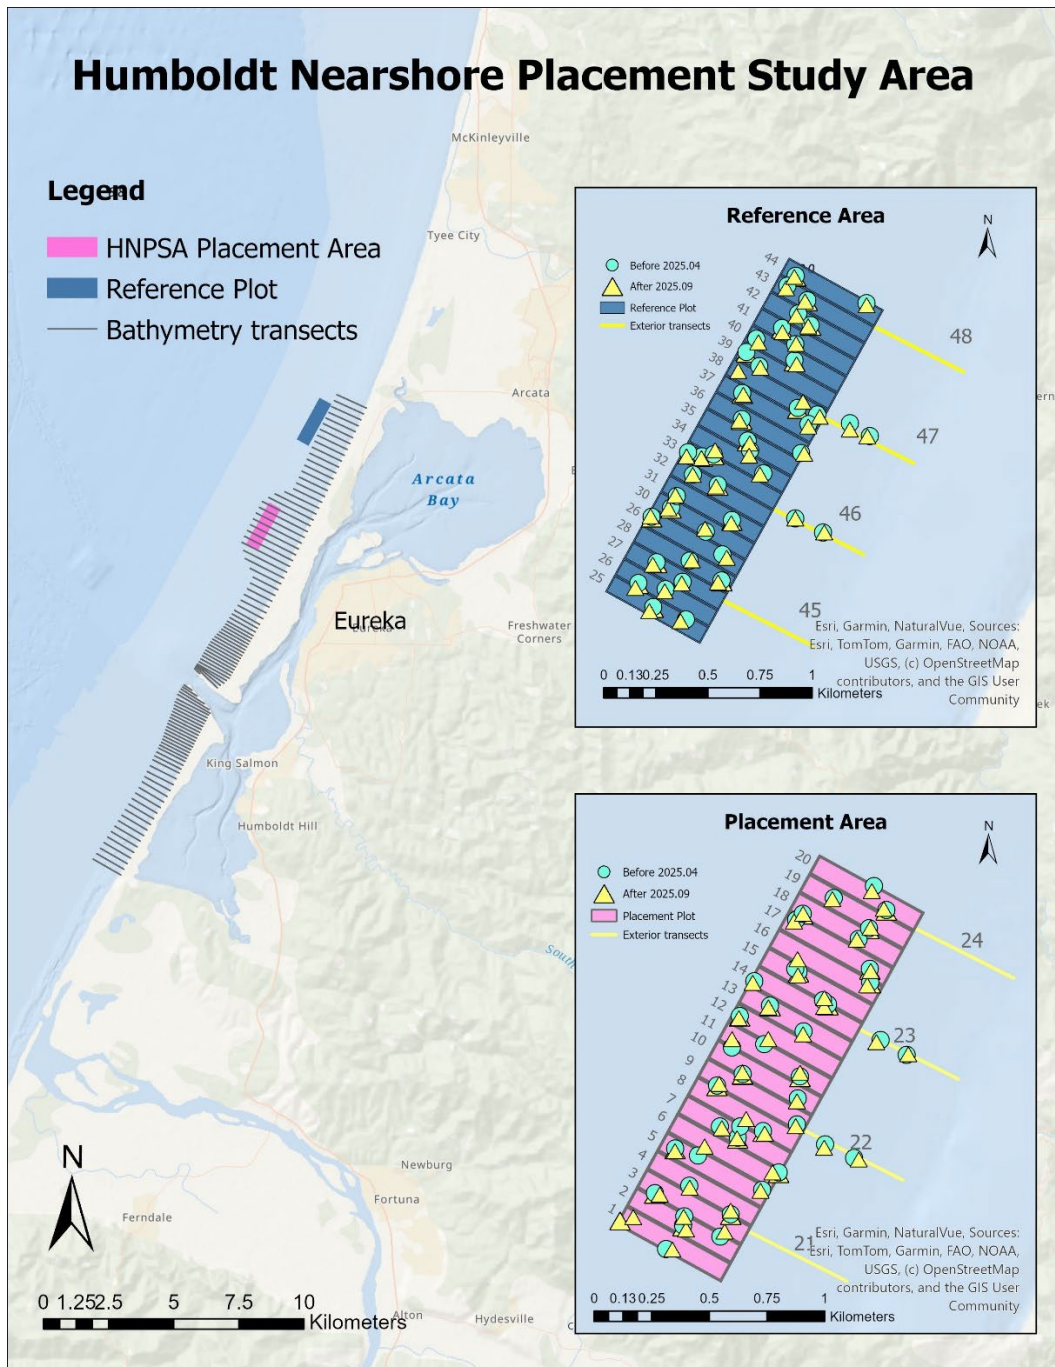 Humboldt Nearshore Placement Study Area
McKinleyville
Legend
HNPSA Placement Area
Reference Plot
Bathymetry transects
Tyee City
Arcata
Arcata
Bay
Eureka
Freshwater
Corners
King Salmon
Humboldt Hill
South
Newburg
Fortuna
Ferndale
Alton
Hydesville
N
0 1.25 2.5 5 7.5 10
Kilometers
Reference Area
N
Before 2025.04
After 2025.09
Reference Plot
Exterior transects
44
43
42
41
40
39
38
37
36
35
34
33
32
31
30
26
28
27
26
25
48
47
46
45
Esri, Garmin, NaturalVue, Sources:
Esri, TomTom, Garmin, FAO, NOAA,
USGS, (c) OpenStreetMap
contributors, and the GIS User
Community
0 0.13 0.25 0.5 0.75 1
Kilometers
ek
Placement Area
N
Before 2025.04
After 2025.09
Placement Plot
Exterior transects
20
19
18
17
16
15
14
13
12
11
10
9
8
7
6
5
4
3
2
1
24
23
22
21
Esri, Garmin, NaturalVue, Sources:
Esri, TomTom, Garmin, FAO, NOAA,
USGS, (c) OpenStreetMap
contributors, and the GIS User
Community
0 0.13 0.25 0.5 0.75 1
Kilometers